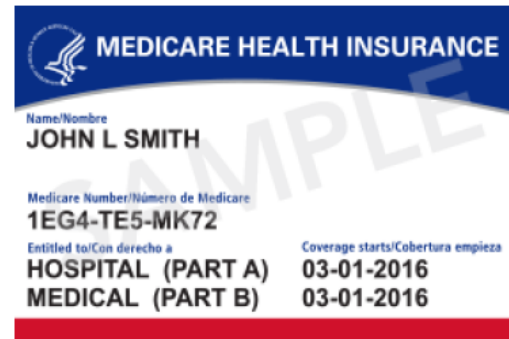 MEDICARE HEALTH INSURANCE
SAMPLE
Name/Nombre
JOHN L SMITH
Medicare Number/Número de Medicare
1EG4-TE5-MK72
Entitled to/Con derecho a Coverage starts/Cobertura empieza
HOSPITAL (PART A) 03-01-2016
MEDICAL (PART B) 03-01-2016